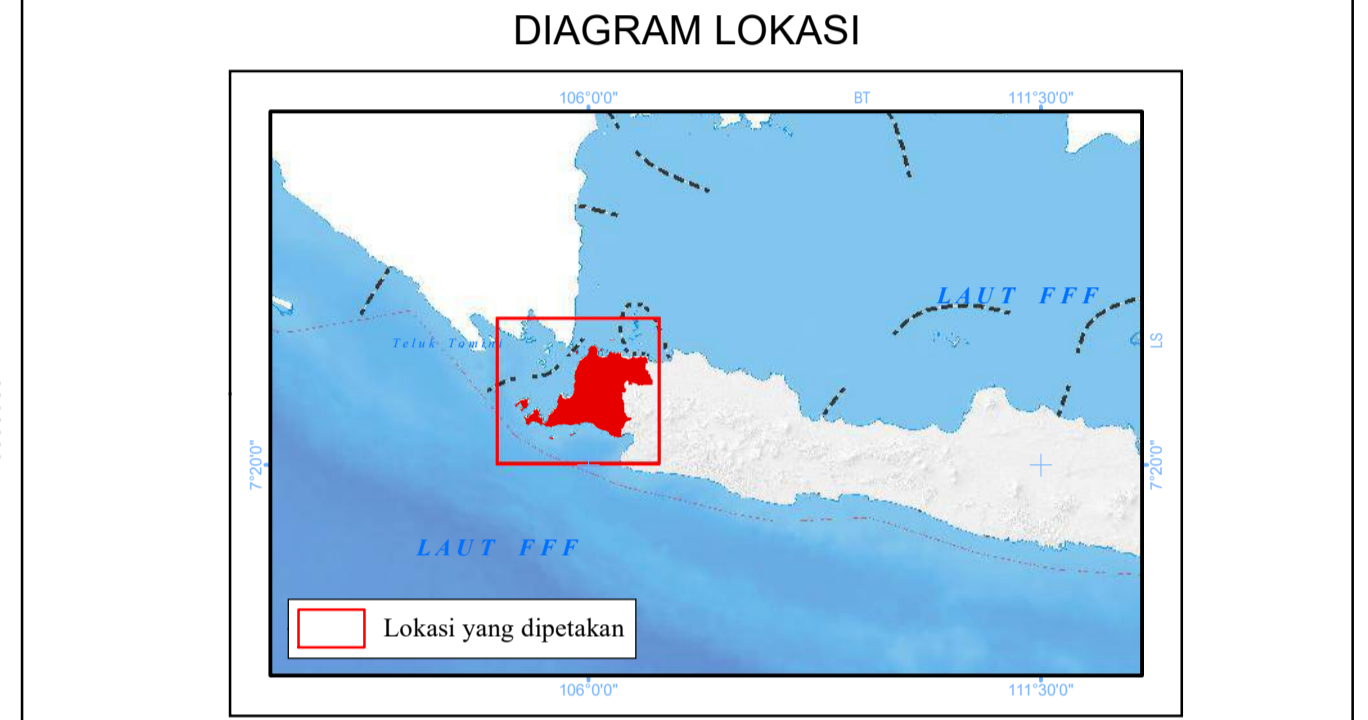 DIAGRAM LOKASI
106°0'0"
BT
111°30'0"
LAUT FFF
Teluk Tomini
LS
7°20'0"
7°20'0"
LAUT FFF
Lokasi yang dipetakan
106°0'0"
111°30'0"